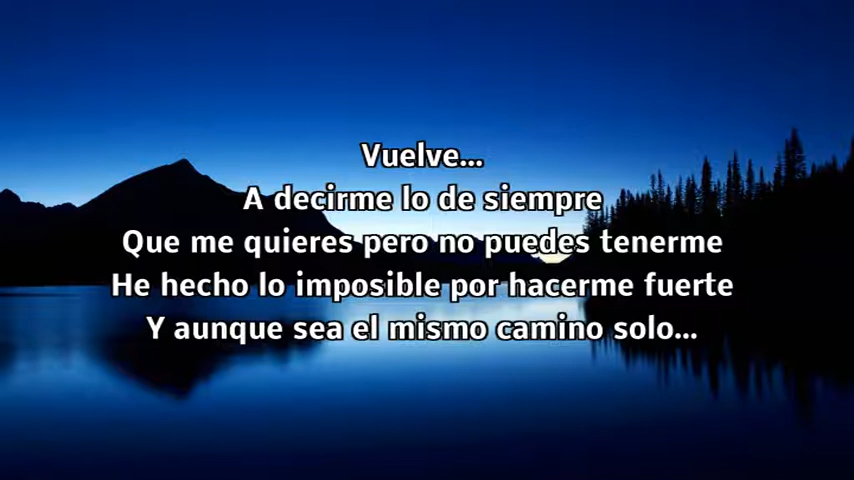 Vuelve...
A decirme lo de siempre
Que me quieres pero no puedes tenerme
He hecho lo imposible por hacerme fuerte
Y aunque sea el mismo camino solo...